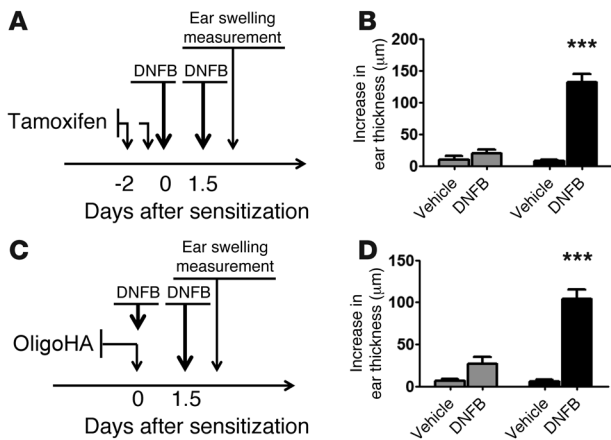 A
Ear swelling
measurement
DNFB DNFB
Tamoxifen
-2 0 1.5
Days after sensitization
B
Increase in
ear thickness (μm)
200
150
100
50
0
***
Vehicle DNFB Vehicle DNFB
C
Ear swelling
measurement
DNFB DNFB
OligoHA
0 1.5
Days after sensitization
D
Increase in
ear thickness (μm)
150
100
50
0
***
Vehicle DNFB Vehicle DNFB